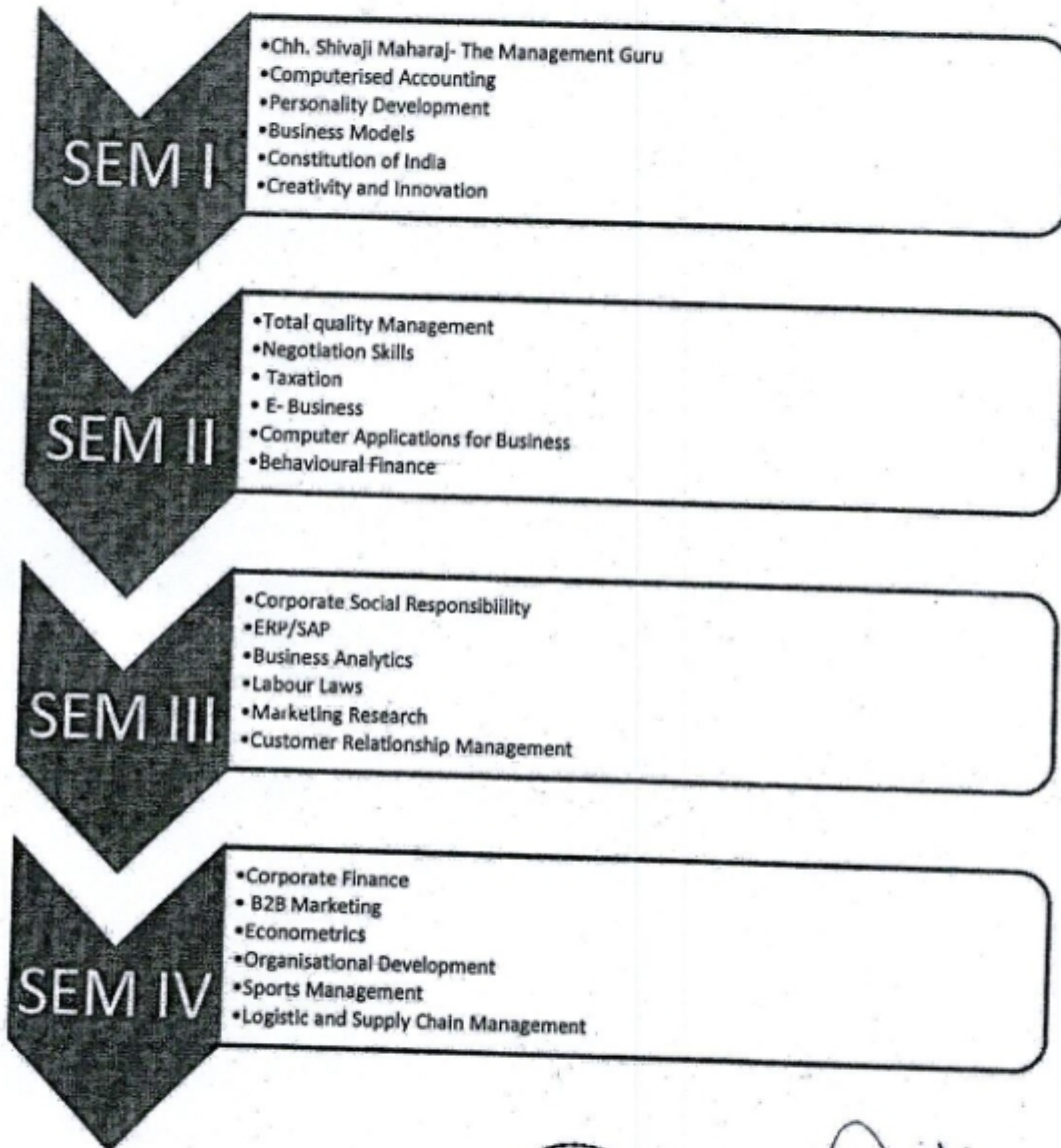 SEM I
•Chh. Shivaji Maharaj- The Management Guru
•Computerised Accounting
•Personality Development
•Business Models
•Constitution of India
•Creativity and Innovation
SEM II
•Total quality Management
•Negotiation Skills
• Taxation
• E- Business
•Computer Applications for Business
•Behavioural Finance
SEM III
•Corporate Social Responsibility
•ERP/SAP
•Business Analytics
•Labour Laws
•Marketing Research
•Customer Relationship Management
SEM IV
•Corporate Finance
• B2B Marketing
•Econometrics
•Organisational Development
•Sports Management
•Logistic and Supply Chain Management